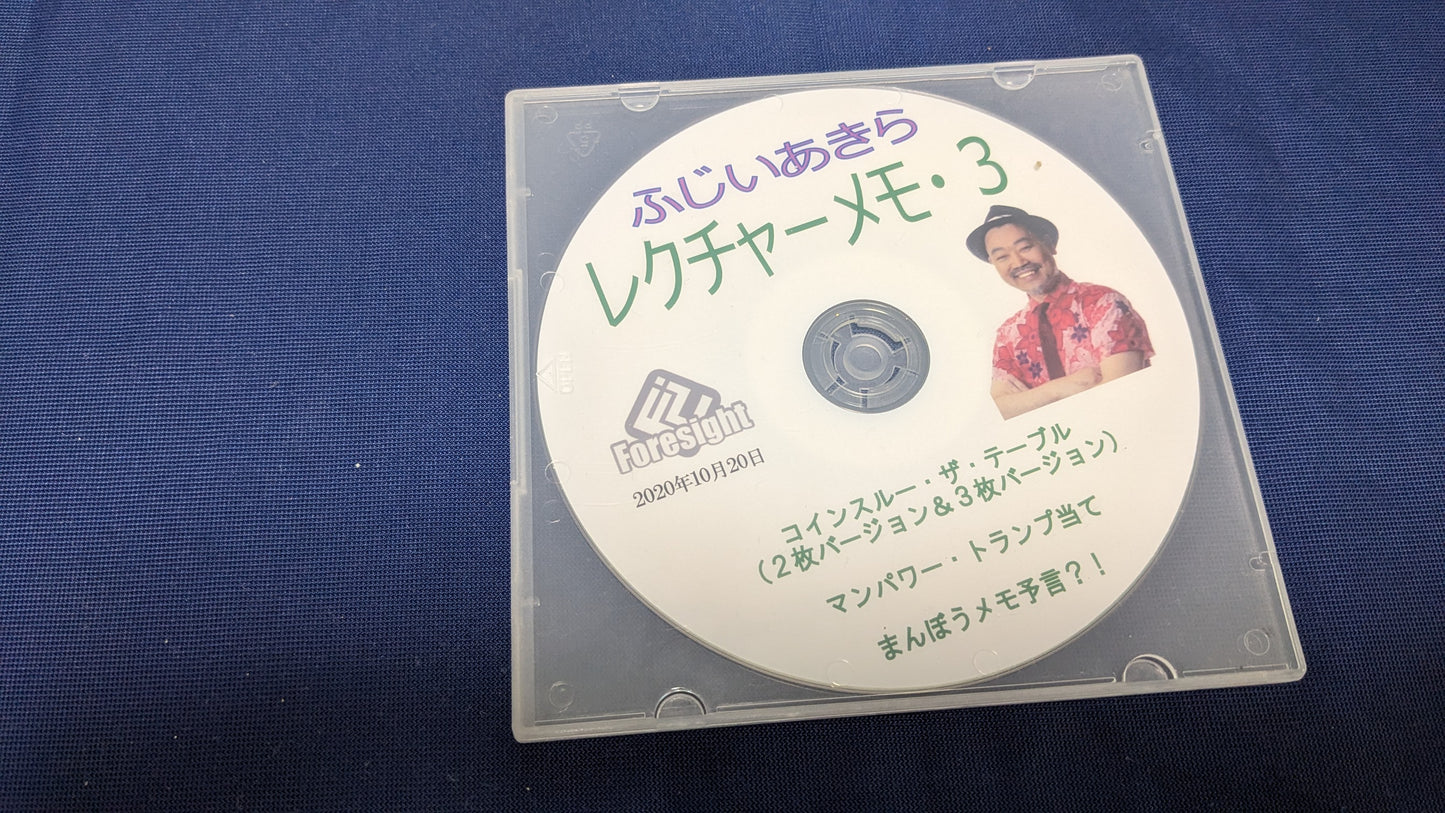 ふじいあきら
レクチャーメモ・3
Foresight
2020年10月20日
コインスルー・ザ・テーブル
（２枚バージョン＆３枚バージョン）
マンパワー・トランプ当て
まんぼうメモ予言？！
OPEN